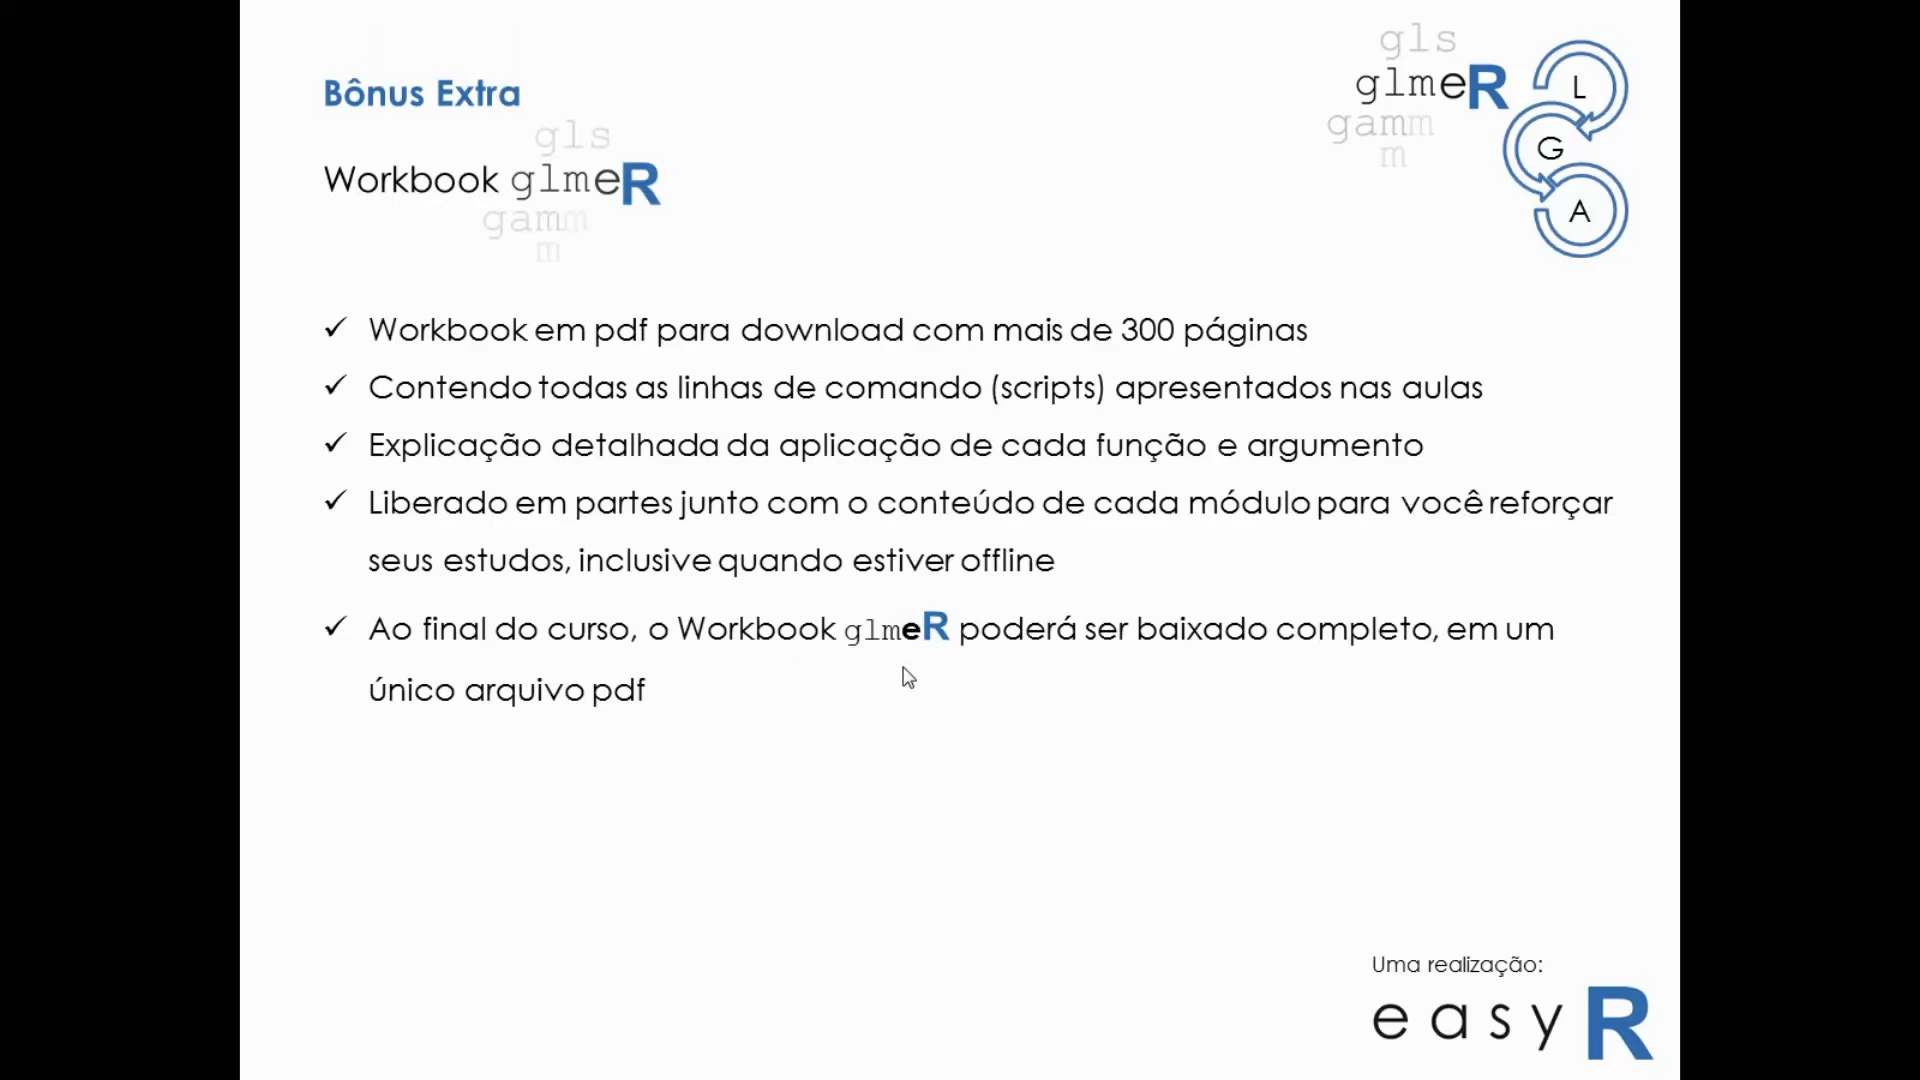 Bônus Extra
gls
glmeR
gamm
m
L
G
A
gls
Workbook glmeR
gamm
m
✓ Workbook em pdf para download com mais de 300 páginas
✓ Contendo todas as linhas de comando (scripts) apresentados nas aulas
✓ Explicação detalhada da aplicação de cada função e argumento
✓ Liberado em partes junto com o conteúdo de cada módulo para você reforçar
seus estudos, inclusive quando estiver offline
✓ Ao final do curso, o Workbook glmeR poderá ser baixado completo, em um
único arquivo pdf
Uma realização:
easyR